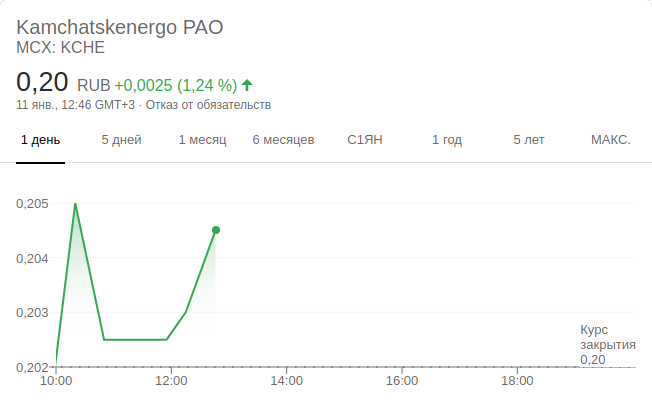 Kamchatskenergo PAO
MCX: KCHE
0,20 RUB +0,0025 (1,24 %)
11 янв., 12:46 GMT+3 · Отказ от обязательств
1 день 5 дней 1 месяц 6 месяцев С1ЯН 1 год 5 лет МАКС.
0,205
0,204
0,203
Курс
закрытия
0,20
0,202
10:00 12:00 14:00 16:00 18:00